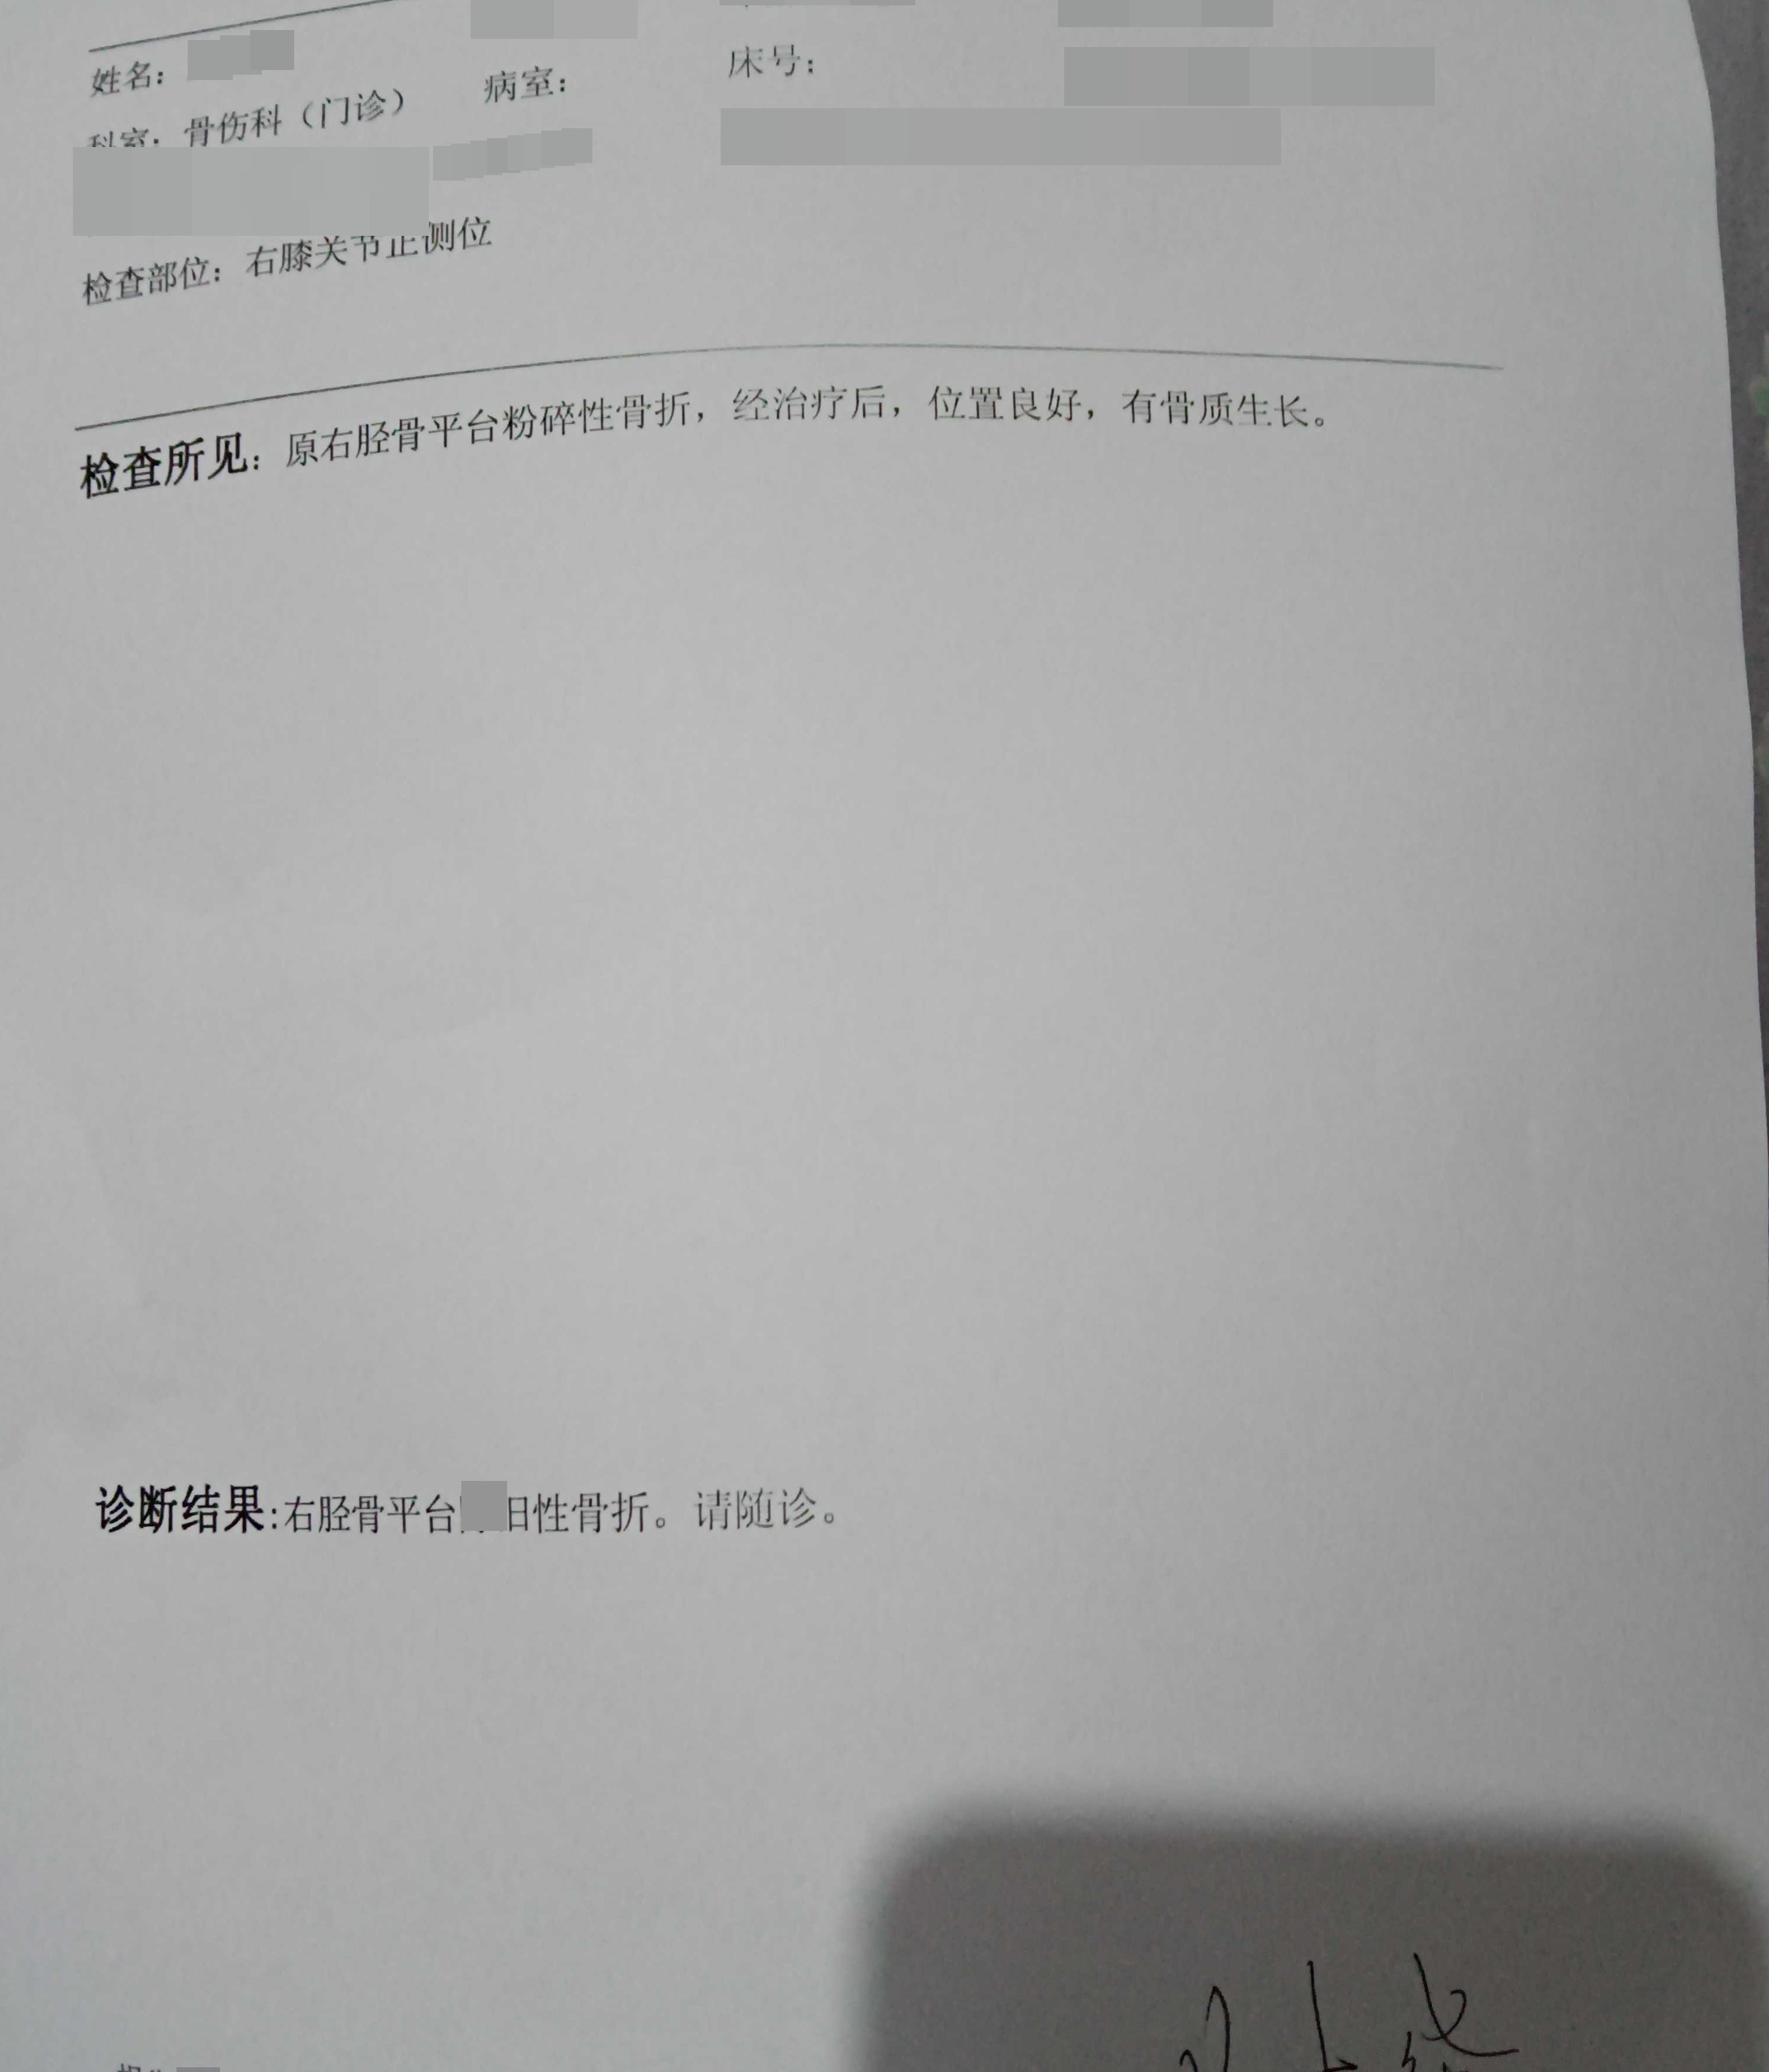 姓名：
病室：
床号：
科室：骨伤科（门诊）
检查部位：右膝关节正侧位
检查所见：原右胫骨平台粉碎性骨折，经治疗后，位置良好，有骨质生长。
诊断结果:右胫骨平台 性骨折。请随诊。